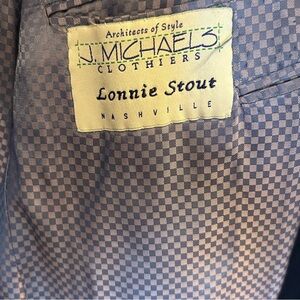 Architects of Style
J. MICHAELS
CLOTHIERS
Lonnie Stout
NASHVILLE